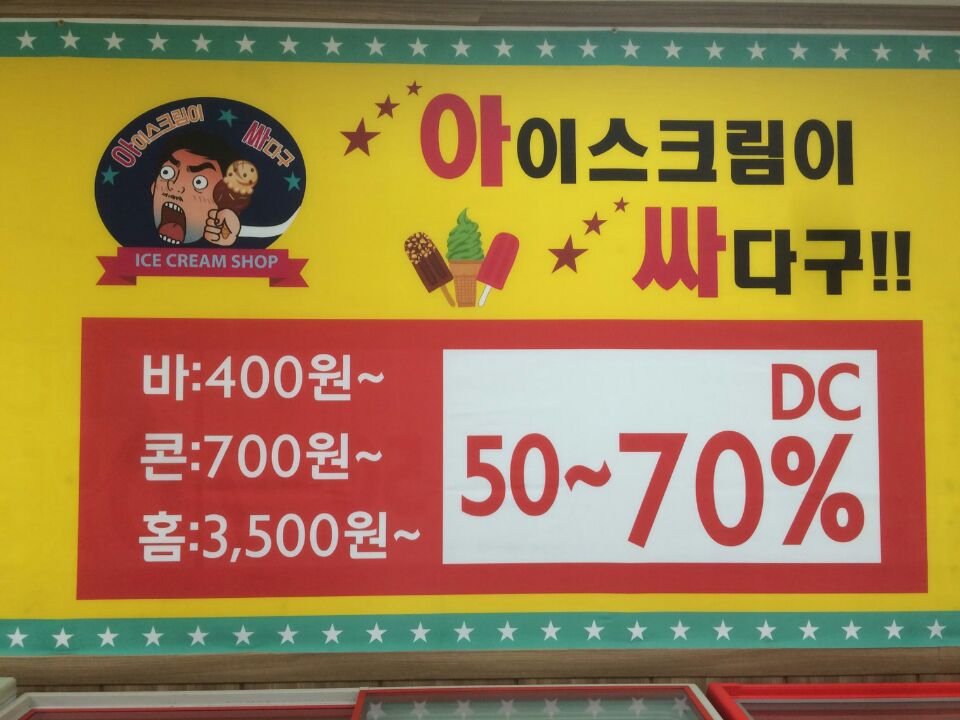 아이스크림이 싸다구
ICE CREAM SHOP
아이스크림이
싸다구!!
바:400원~
콘:700원~
홈:3,500원~
DC
50~70%